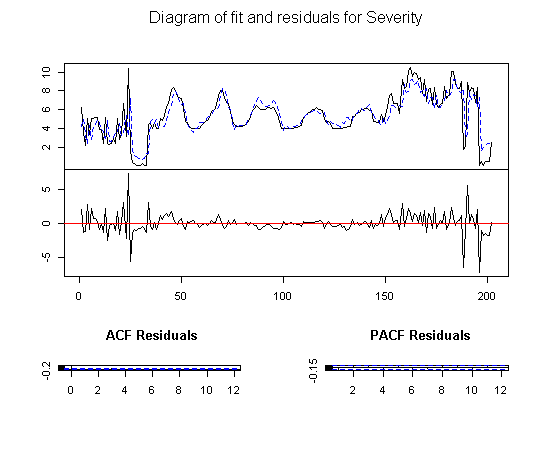 Diagram of fit and residuals for Severity
10
8
6
4
2
5
0
-5
0 50 100 150 200
ACF Residuals
-0.2
0 2 4 6 8 10 12
PACF Residuals
-0.15
2 4 6 8 10 12